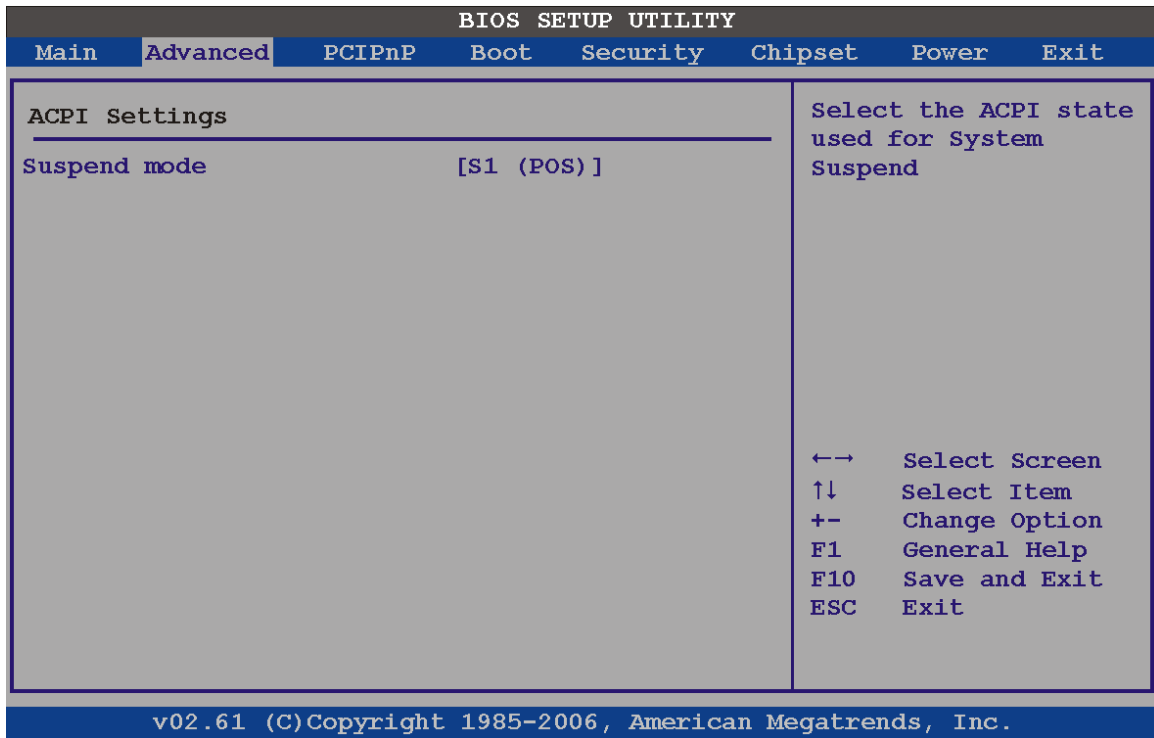 BIOS SETUP UTILITY
Main Advanced PCIPnP Boot Security Chipset Power Exit
ACPI Settings
Suspend mode [S1 (POS)]
Select the ACPI state
used for System
Suspend
←→ Select Screen
↑↓ Select Item
+- Change Option
F1 General Help
F10 Save and Exit
ESC Exit
v02.61 (C)Copyright 1985-2006, American Megatrends, Inc.